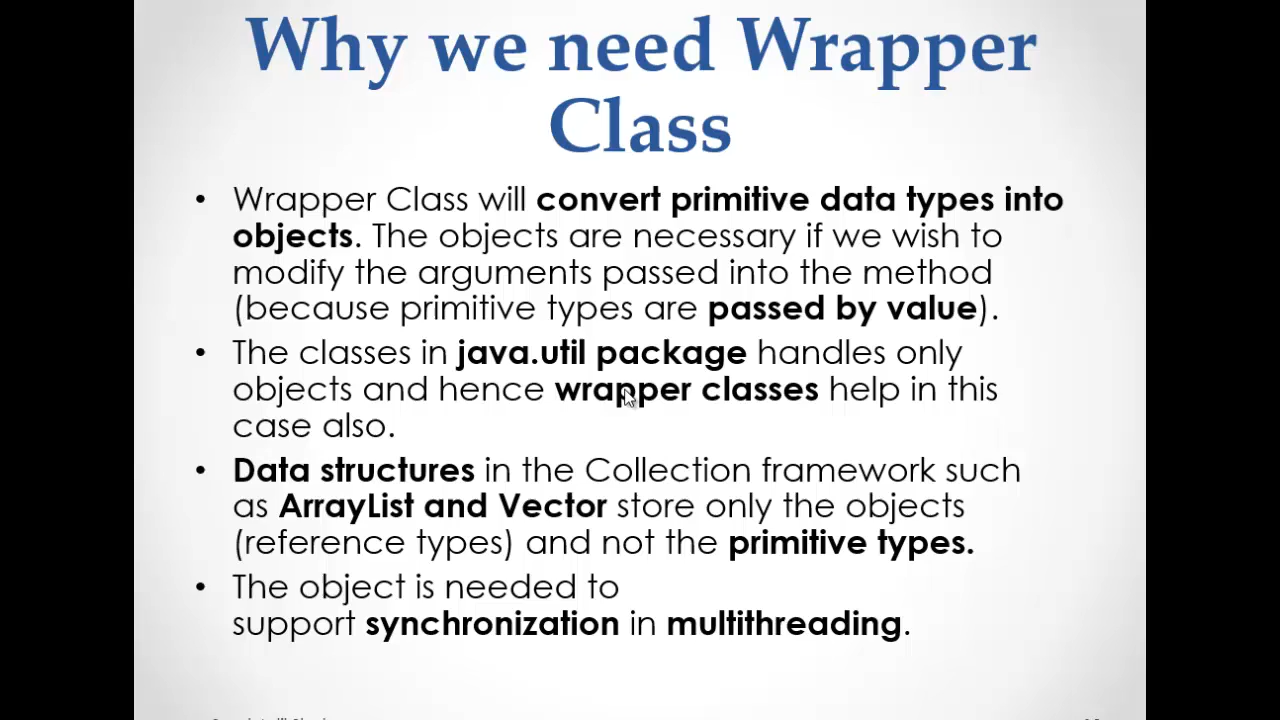 Why we need Wrapper
Class
• Wrapper Class will convert primitive data types into
objects. The objects are necessary if we wish to
modify the arguments passed into the method
(because primitive types are passed by value).
• The classes in java.util package handles only
objects and hence wrapper classes help in this
case also.
• Data structures in the Collection framework such
as ArrayList and Vector store only the objects
(reference types) and not the primitive types.
• The object is needed to
support synchronization in multithreading.